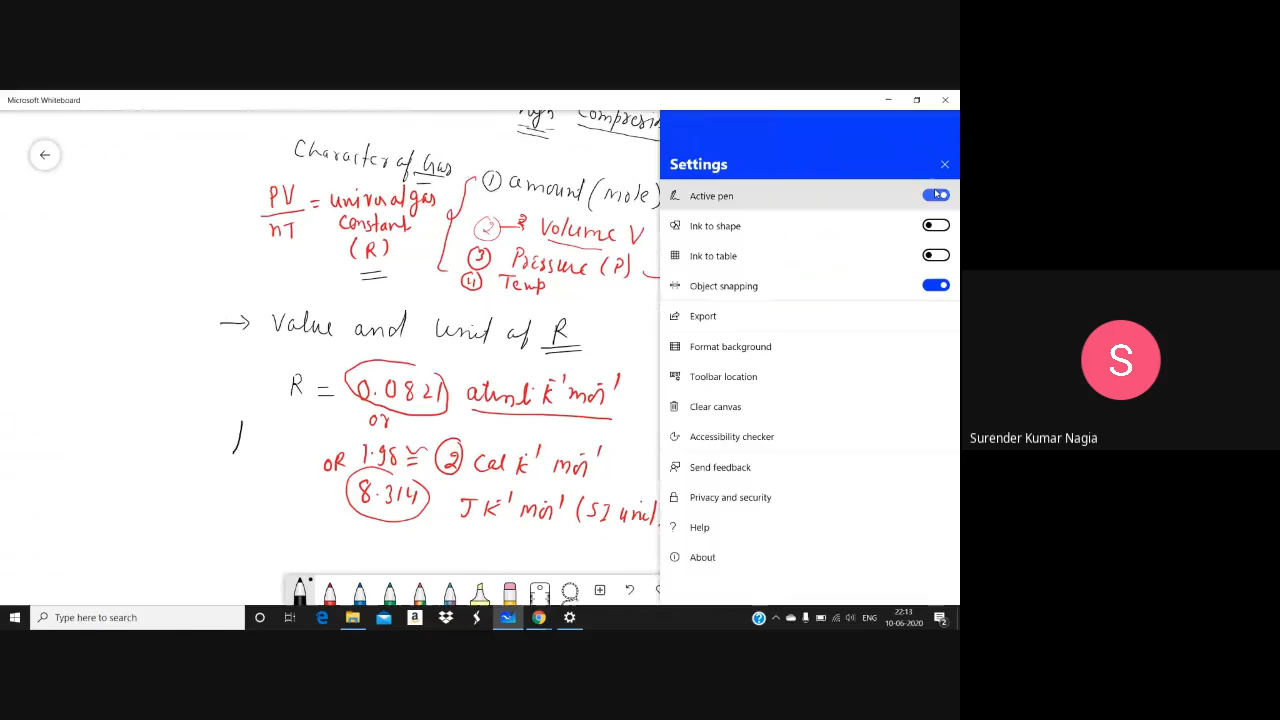 Microsoft Whiteboard
high compressi
Character of Gas
PV/nT = universal gas constant (R)
① amount (mole)
② → Volume V
③ Pressure (P)
④ Temp
→ Value and unit of R
R = 0.0821 atm L K⁻¹ mol⁻¹
or
OR 1.98 ≅ ② Cal K⁻¹ mol⁻¹
8.314 J K⁻¹ mol⁻¹ (SI unit)
Settings
Active pen
Ink to shape
Ink to table
Object snapping
Export
Format background
Toolbar location
Clear canvas
Accessibility checker
Send feedback
Privacy and security
Help
About
S
Surender Kumar Nagia
Type here to search
ENG
22:13
10-06-2020
2